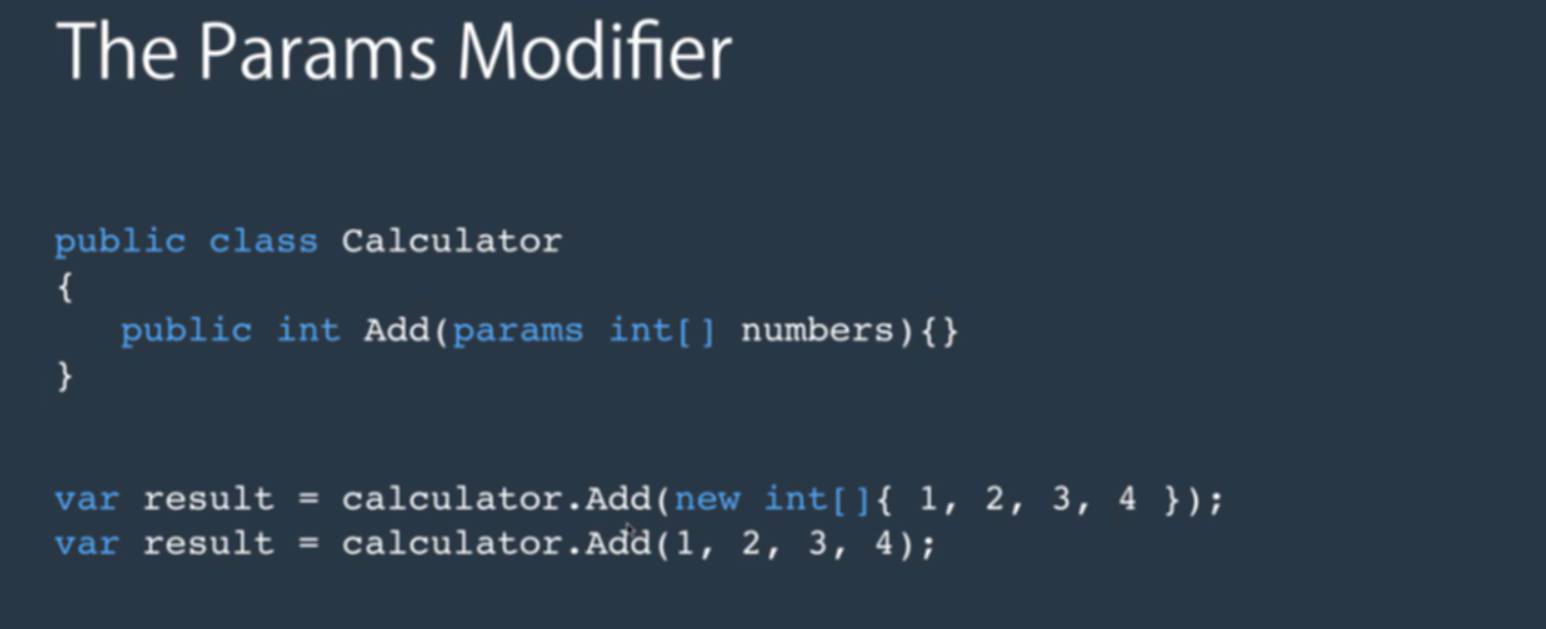 The Params Modifier
public class Calculator
{
public int Add(params int[] numbers){}
}
var result = calculator.Add(new int[]{ 1, 2, 3, 4 });
var result = calculator.Add(1, 2, 3, 4);